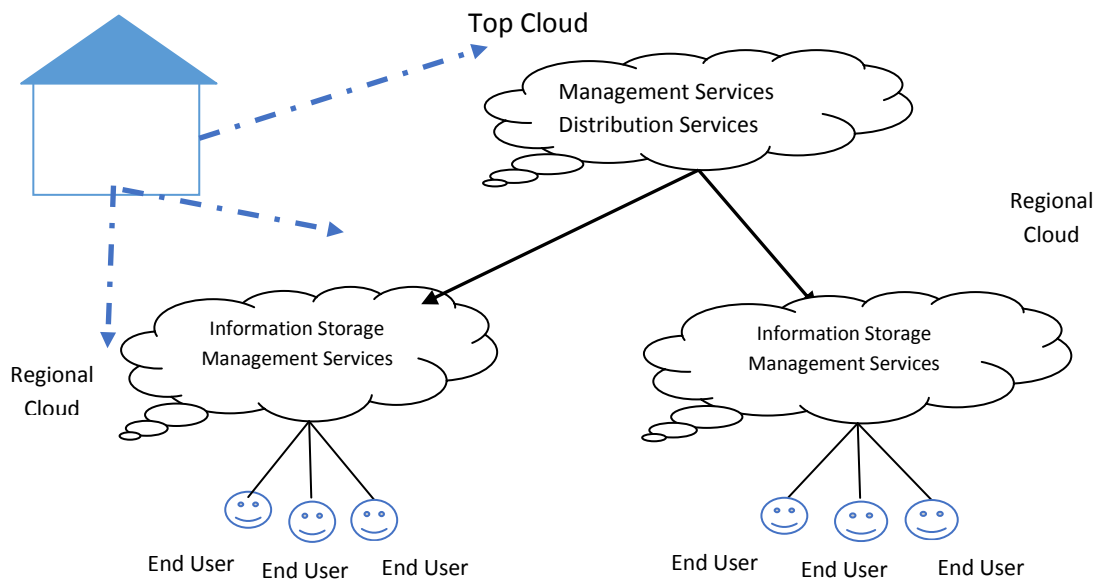 Top Cloud
Management Services
Distribution Services
Regional
Cloud
Information Storage
Management Services
Information Storage
Management Services
Regional
Cloud
End User
End User
End User
End User
End User
End User